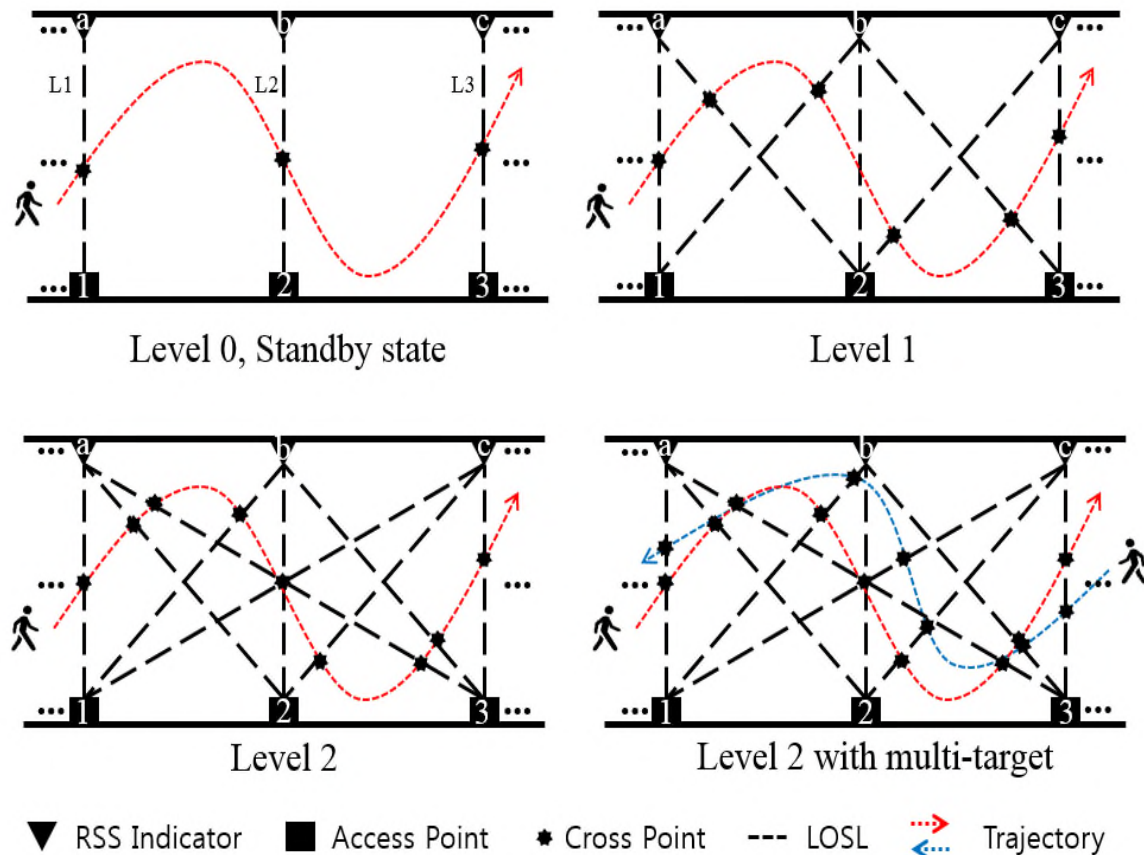 a b c
... ...
L1 L2 L3
... ...
... 1 2 3 ...
Level 0, Standby state
a b c
... ...
... ...
... 1 2 3 ...
Level 1
a b c
... ...
... ...
... 1 2 3 ...
Level 2
a b c
... ...
... ...
... 1 2 3 ...
Level 2 with multi-target
RSS Indicator Access Point Cross Point LOSL Trajectory